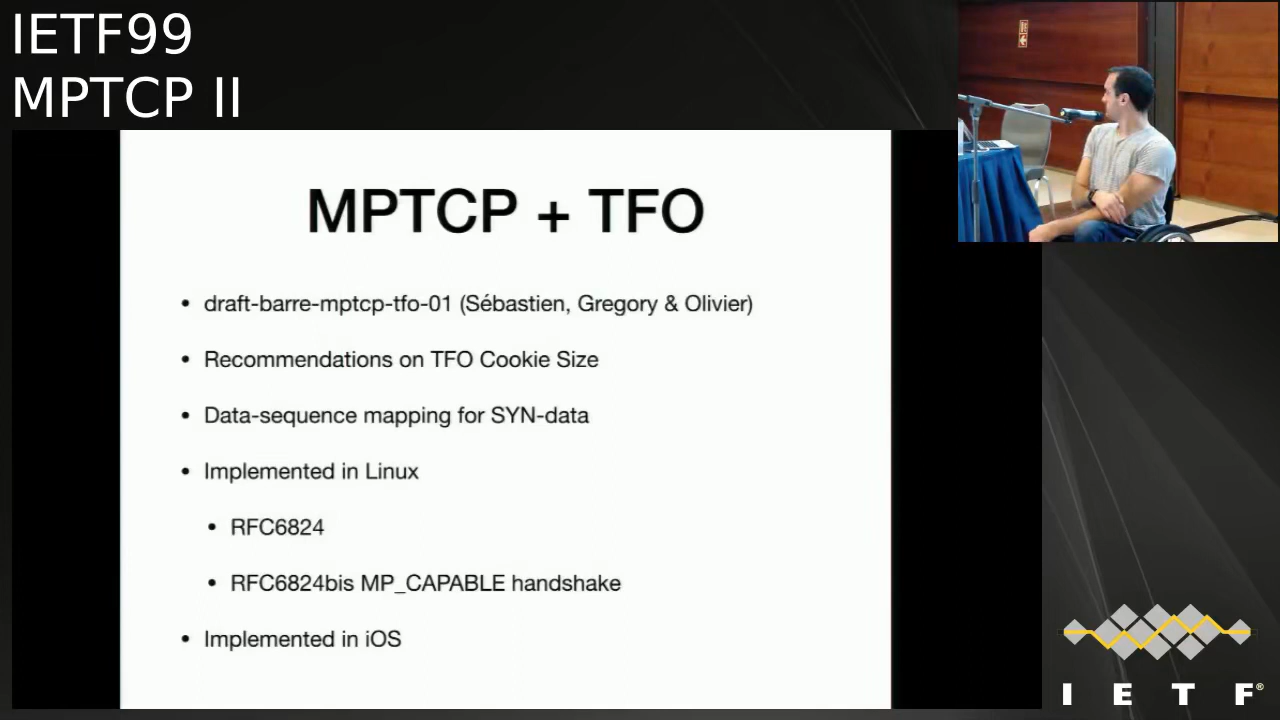 IETF99
MPTCP II
MPTCP + TFO
• draft-barre-mptcp-tfo-01 (Sébastien, Gregory & Olivier)
• Recommendations on TFO Cookie Size
• Data-sequence mapping for SYN-data
• Implemented in Linux
• RFC6824
• RFC6824bis MP_CAPABLE handshake
• Implemented in iOS
I E T F®